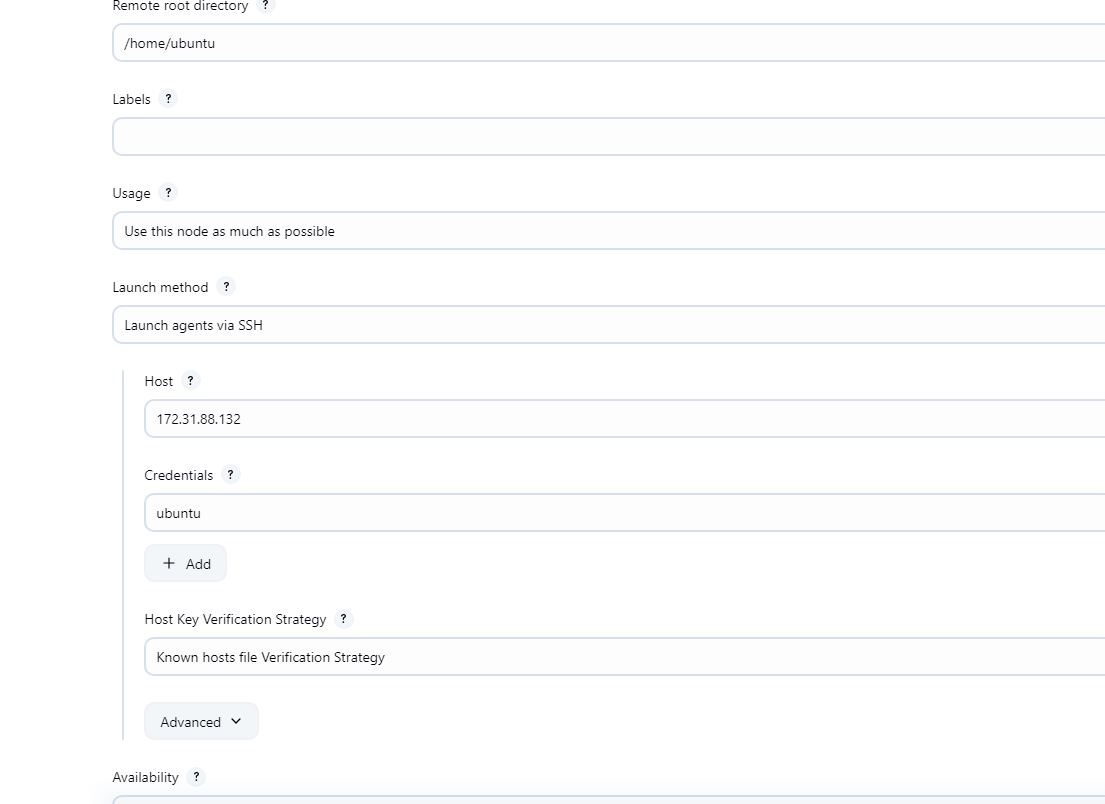 Remote root directory ?
/home/ubuntu
Labels ?
Usage ?
Use this node as much as possible
Launch method ?
Launch agents via SSH
Host ?
172.31.88.132
Credentials ?
ubuntu
+ Add
Host Key Verification Strategy ?
Known hosts file Verification Strategy
Advanced
Availability ?